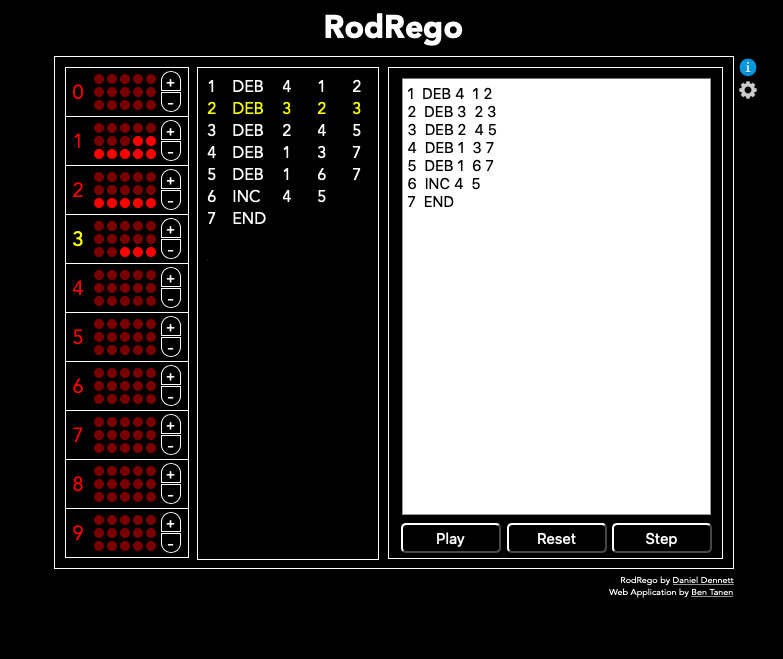 RodRego
0 + -
1 + -
2 + -
3 + -
4 + -
5 + -
6 + -
7 + -
8 + -
9 + -
1 DEB 4 1 2
2 DEB 3 2 3
3 DEB 2 4 5
4 DEB 1 3 7
5 DEB 1 6 7
6 INC 4 5
7 END
1 DEB 4 1 2
2 DEB 3 2 3
3 DEB 2 4 5
4 DEB 1 3 7
5 DEB 1 6 7
6 INC 4 5
7 END
Play Reset Step
i
RodRego by Daniel Dennett
Web Application by Ben Tanen